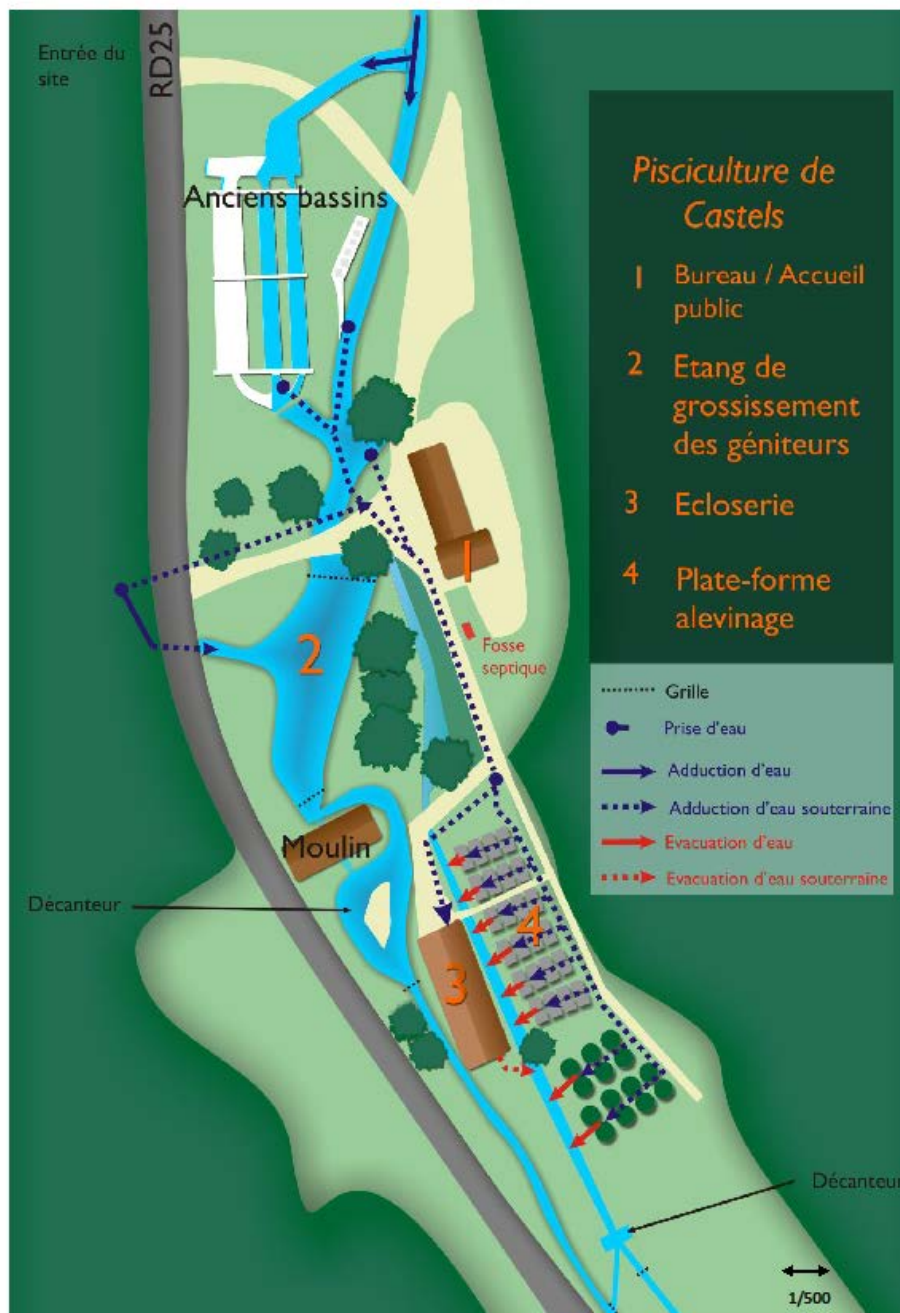 Entrée du
site
RD25
Anciens bassins
Pisciculture de
Castels
1 Bureau / Accueil
public
2 Etang de
grossissement
des géniteurs
3 Ecloserie
4 Plate-forme
alevinage
1
2
Fosse
septique
Grille
Prise d'eau
Adduction d'eau
Adduction d'eau souterraine
Evacuation d'eau
Evacuation d'eau souterraine
Moulin
Décanteur
4
3
Décanteur
1/500